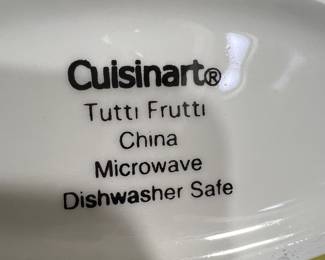 Cuisinart®
Tutti Frutti
China
Microwave
Dishwasher Safe